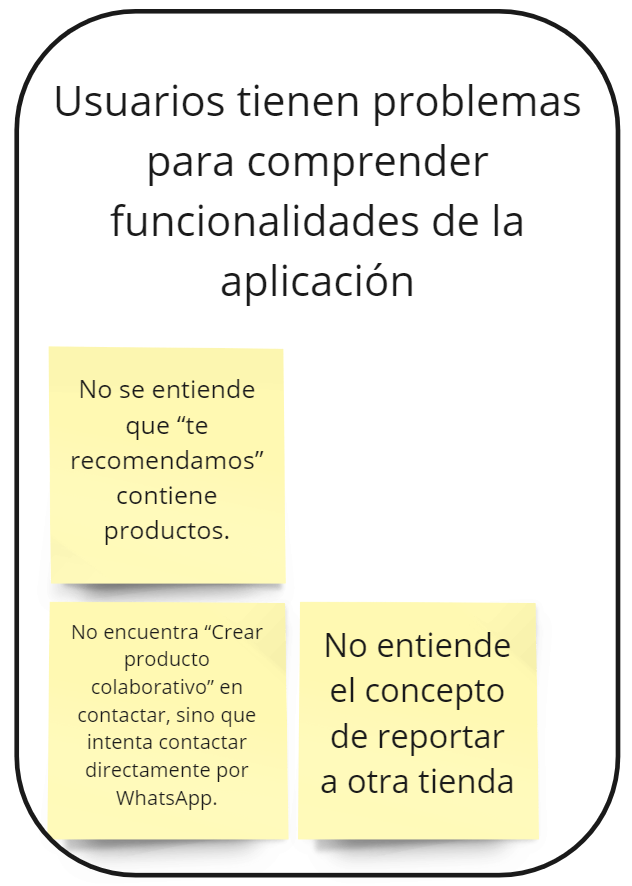 Usuarios tienen problemas
para comprender
funcionalidades de la
aplicación
No se entiende
que “te
recomendamos”
contiene
productos.
No encuentra “Crear
producto
colaborativo” en
contactar, sino que
intenta contactar
directamente por
WhatsApp.
No entiende
el concepto
de reportar
a otra tienda